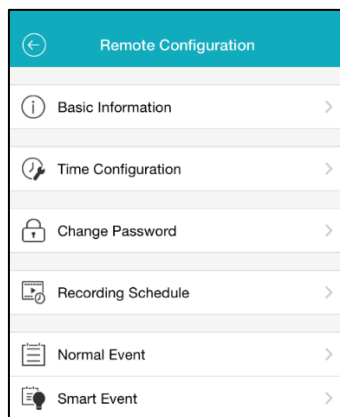 Remote Configuration
Basic Information
Time Configuration
Change Password
Recording Schedule
Normal Event
Smart Event